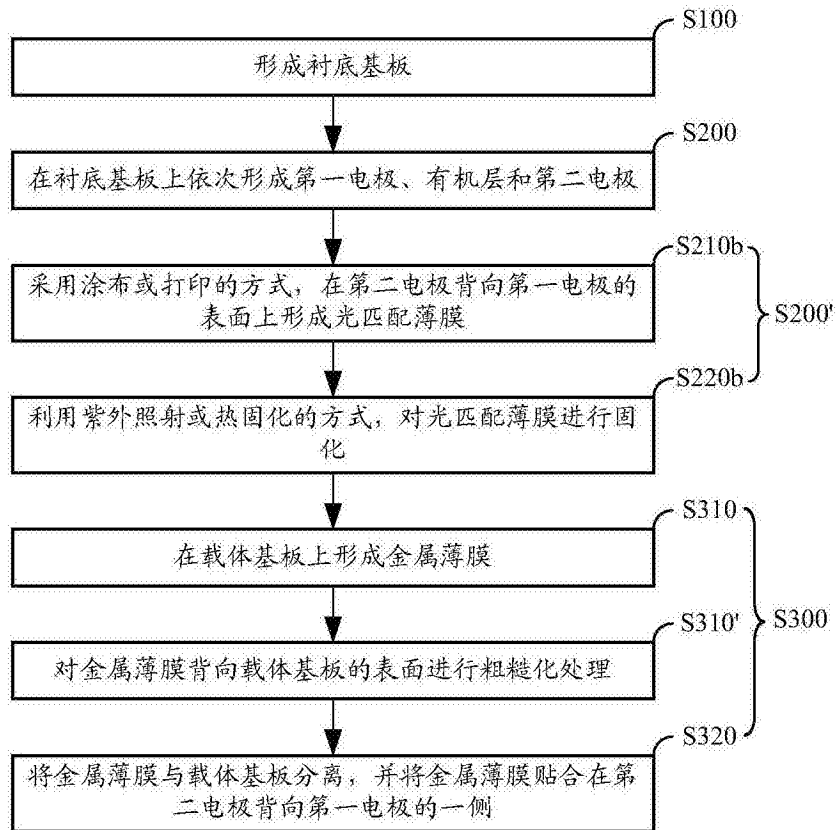 S100
形成衬底基板
S200
在衬底基板上依次形成第一电极、有机层和第二电极
S210b
采用涂布或打印的方式，在第二电极背向第一电极的
表面上形成光匹配薄膜
S200'
S220b
利用紫外照射或热固化的方式，对光匹配薄膜进行固
化
S310
在载体基板上形成金属薄膜
S310'
S300
对金属薄膜背向载体基板的表面进行粗糙化处理
S320
将金属薄膜与载体基板分离，并将金属薄膜贴合在第
二电极背向第一电极的一侧